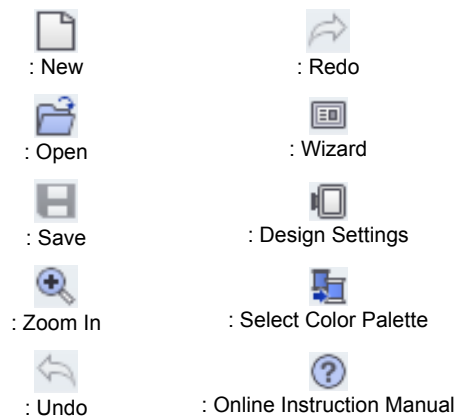 : New
: Redo
: Open
: Wizard
: Save
: Design Settings
: Zoom In
: Select Color Palette
: Undo
: Online Instruction Manual